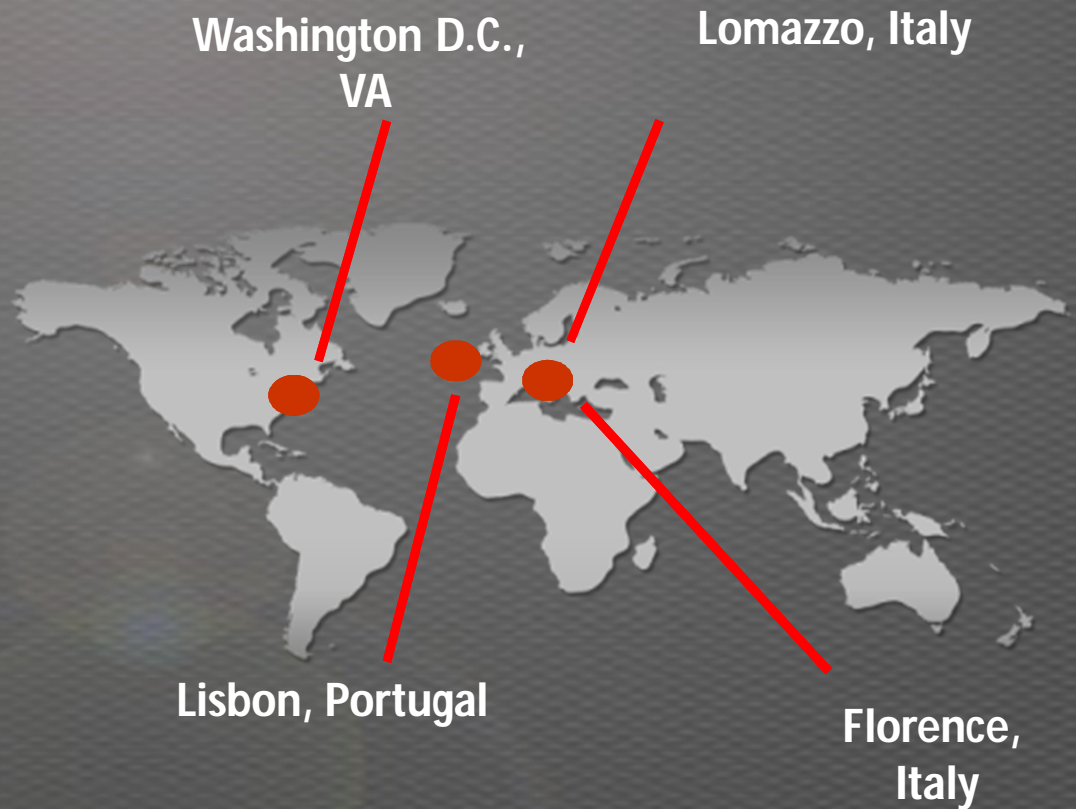 Washington D.C.,
VA
Lomazzo, Italy
Lisbon, Portugal
Florence,
Italy